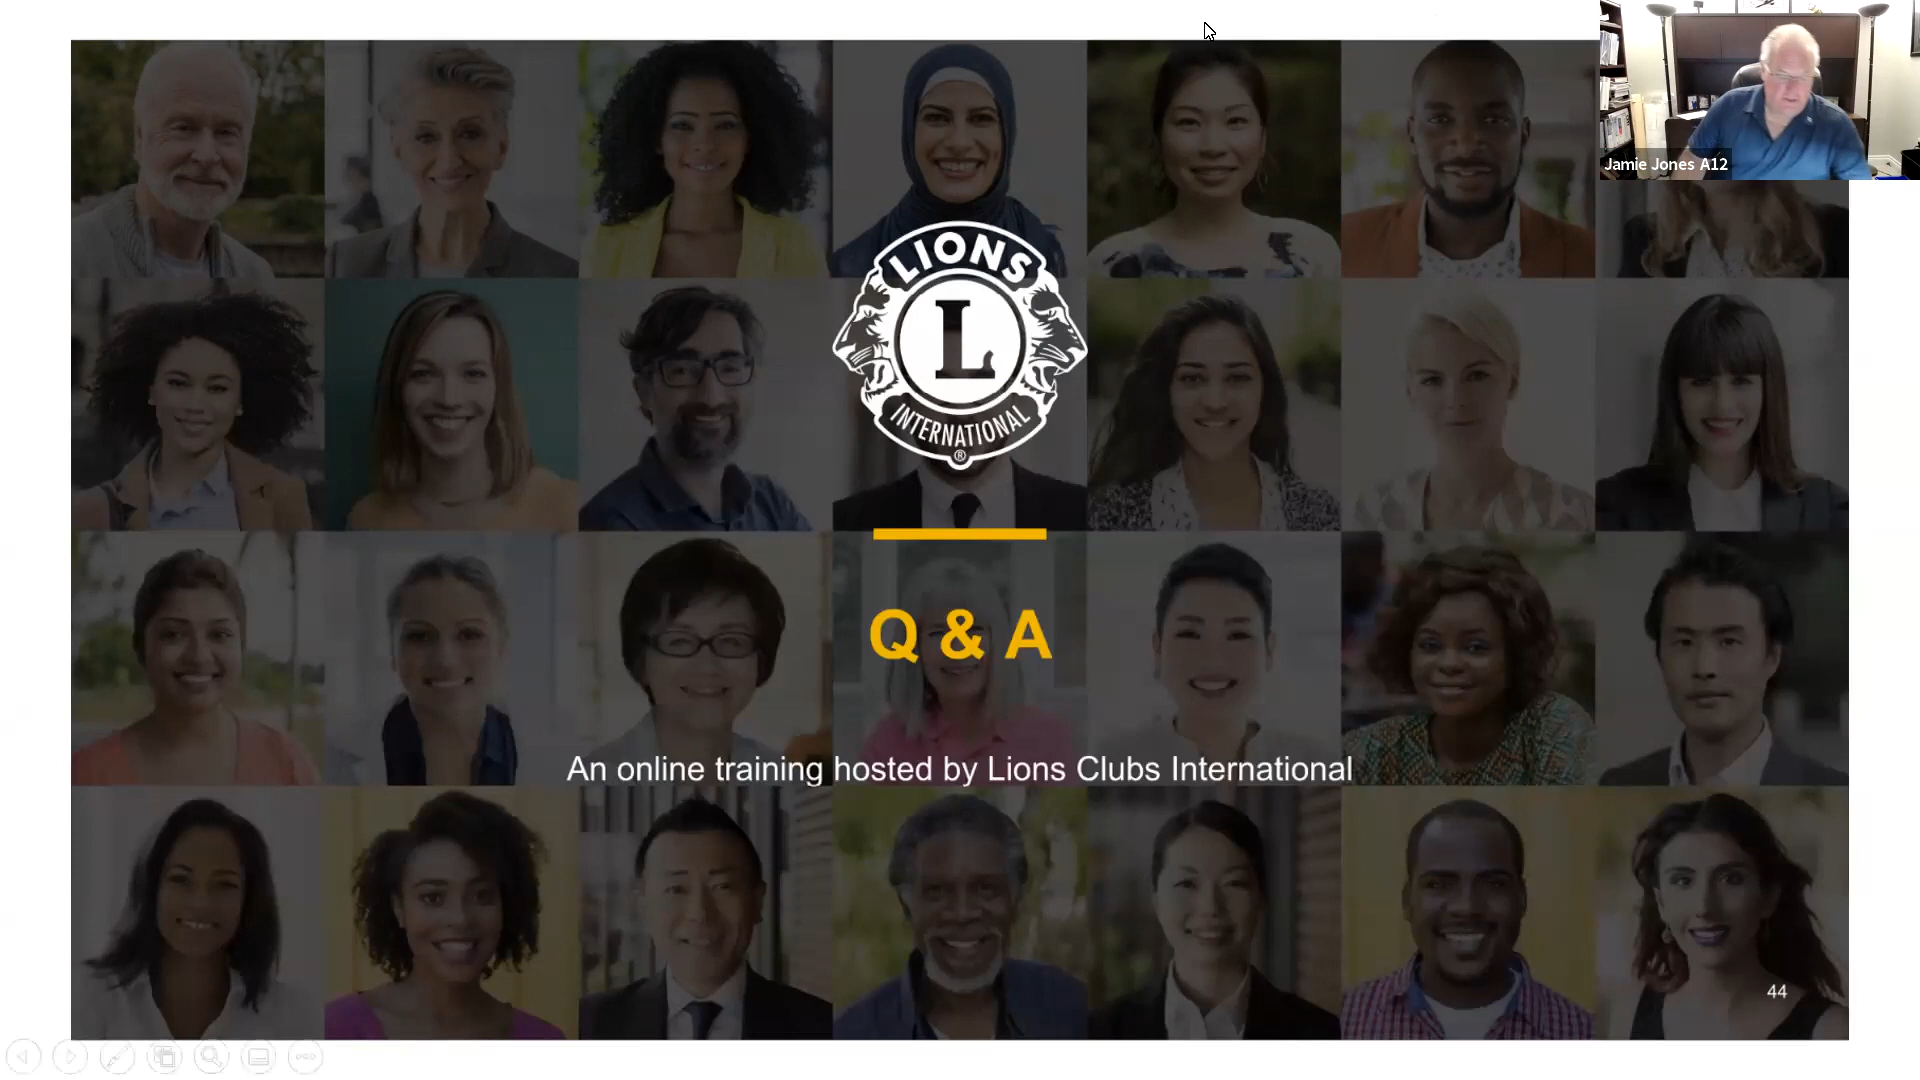 Jamie Jones A12
LIONS
L
INTERNATIONAL
®
Q & A
An online training hosted by Lions Clubs International
44